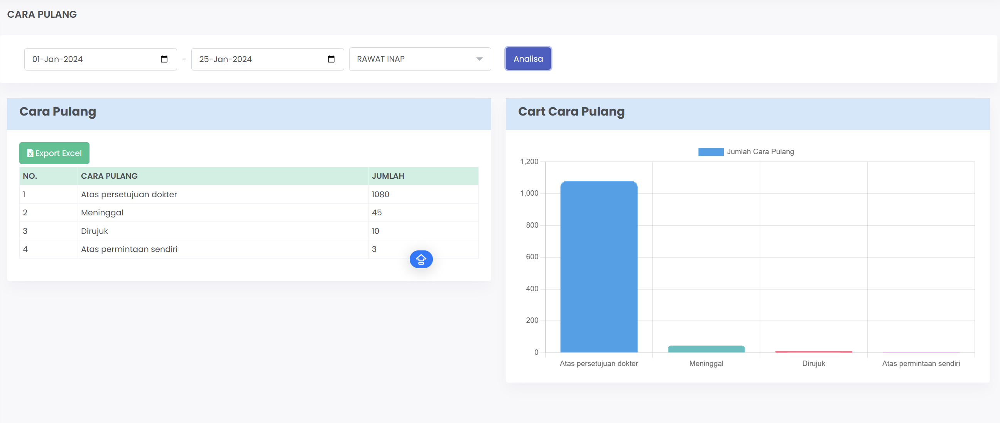 CARA PULANG
01-Jan-2024 - 25-Jan-2024 RAWAT INAP Analisa
Cara Pulang
Export Excel
NO. CARA PULANG JUMLAH
1 Atas persetujuan dokter 1080
2 Meninggal 45
3 Dirujuk 10
4 Atas permintaan sendiri 3
Cart Cara Pulang
Jumlah Cara Pulang
1,200
1,000
800
600
400
200
0
Atas persetujuan dokter Meninggal Dirujuk Atas permintaan sendiri